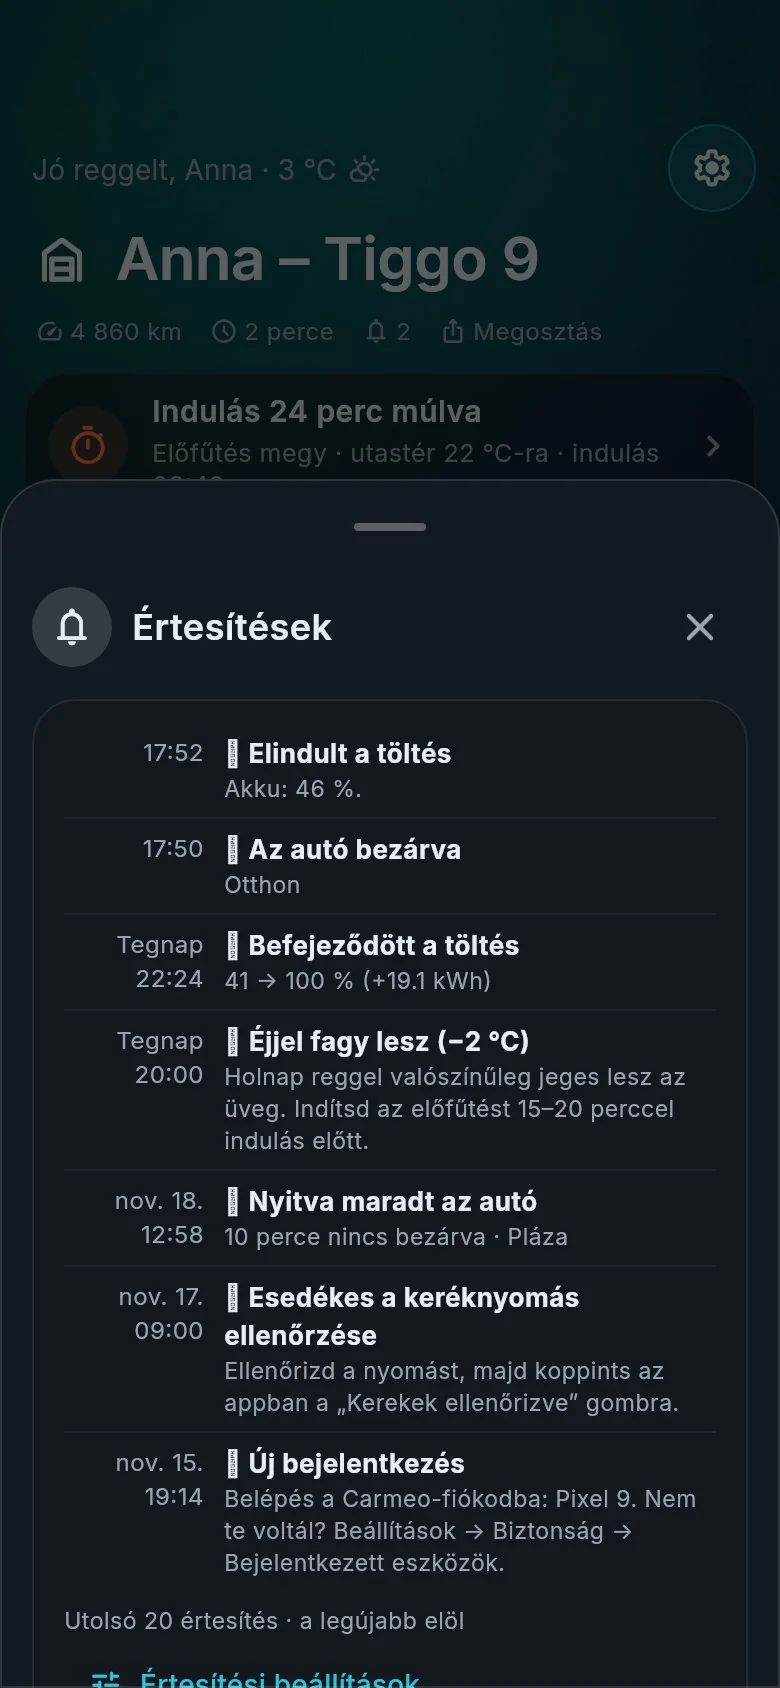 Jó reggelt, Anna · 3 °C
Anna – Tiggo 9
4 860 km 2 perce 2 Megosztás
Indulás 24 perc múlva
Előfűtés megy · utastér 22 °C-ra · indulás
Értesítések
17:52 Elindult a töltés
Akku: 46 %.
17:50 Az autó bezárva
Otthon
Tegnap 22:24 Befejeződött a töltés
41 → 100 % (+19.1 kWh)
Tegnap 20:00 Éjjel fagy lesz (−2 °C)
Holnap reggel valószínűleg jeges lesz az
üveg. Indítsd az előfűtést 15–20 perccel
indulás előtt.
nov. 18. 12:58 Nyitva maradt az autó
10 perce nincs bezárva · Pláza
nov. 17. 09:00 Esedékes a keréknyomás
ellenőrzése
Ellenőrizd a nyomást, majd koppints az
appban a „Kerekek ellenőrizve” gombra.
nov. 15. 19:14 Új bejelentkezés
Belépés a Carmeo-fiókodba: Pixel 9. Nem
te voltál? Beállítások → Biztonság →
Bejelentkezett eszközök.
Utolsó 20 értesítés · a legújabb elöl
Értesítési beállítások